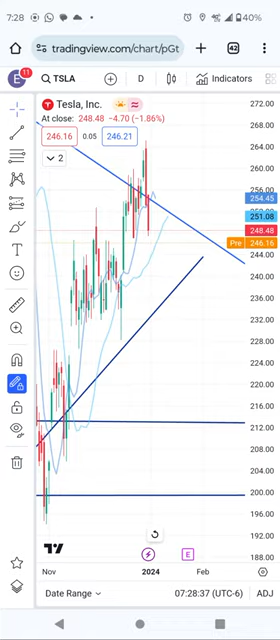 7:28
40%
tradingview.com/chart/pGt
42
E
11
TSLA
D
Indicators
Tesla, Inc.
At close: 248.48 −4.70 (−1.86%)
246.16 0.05 246.21
2
272.00
268.00
264.00
260.00
256.00
254.45
251.08
248.48
Pre 246.16
244.00
240.00
236.00
232.00
228.00
224.00
220.00
216.00
212.00
208.00
204.00
200.00
196.00
192.00
188.00
E
Nov 2024 Feb
Date Range 07:28:37 (UTC-6) ADJ